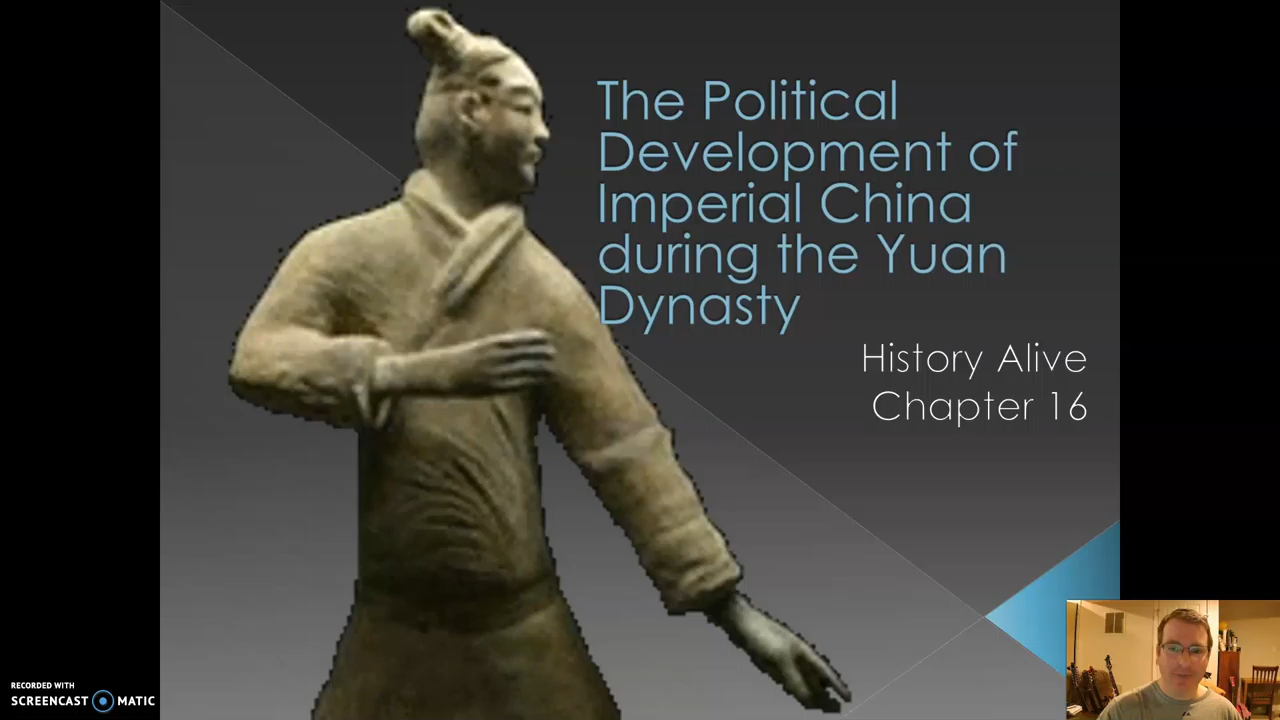 The Political
Development of
Imperial China
during the Yuan
Dynasty
History Alive
Chapter 16
RECORDED WITH
SCREENCAST MATIC